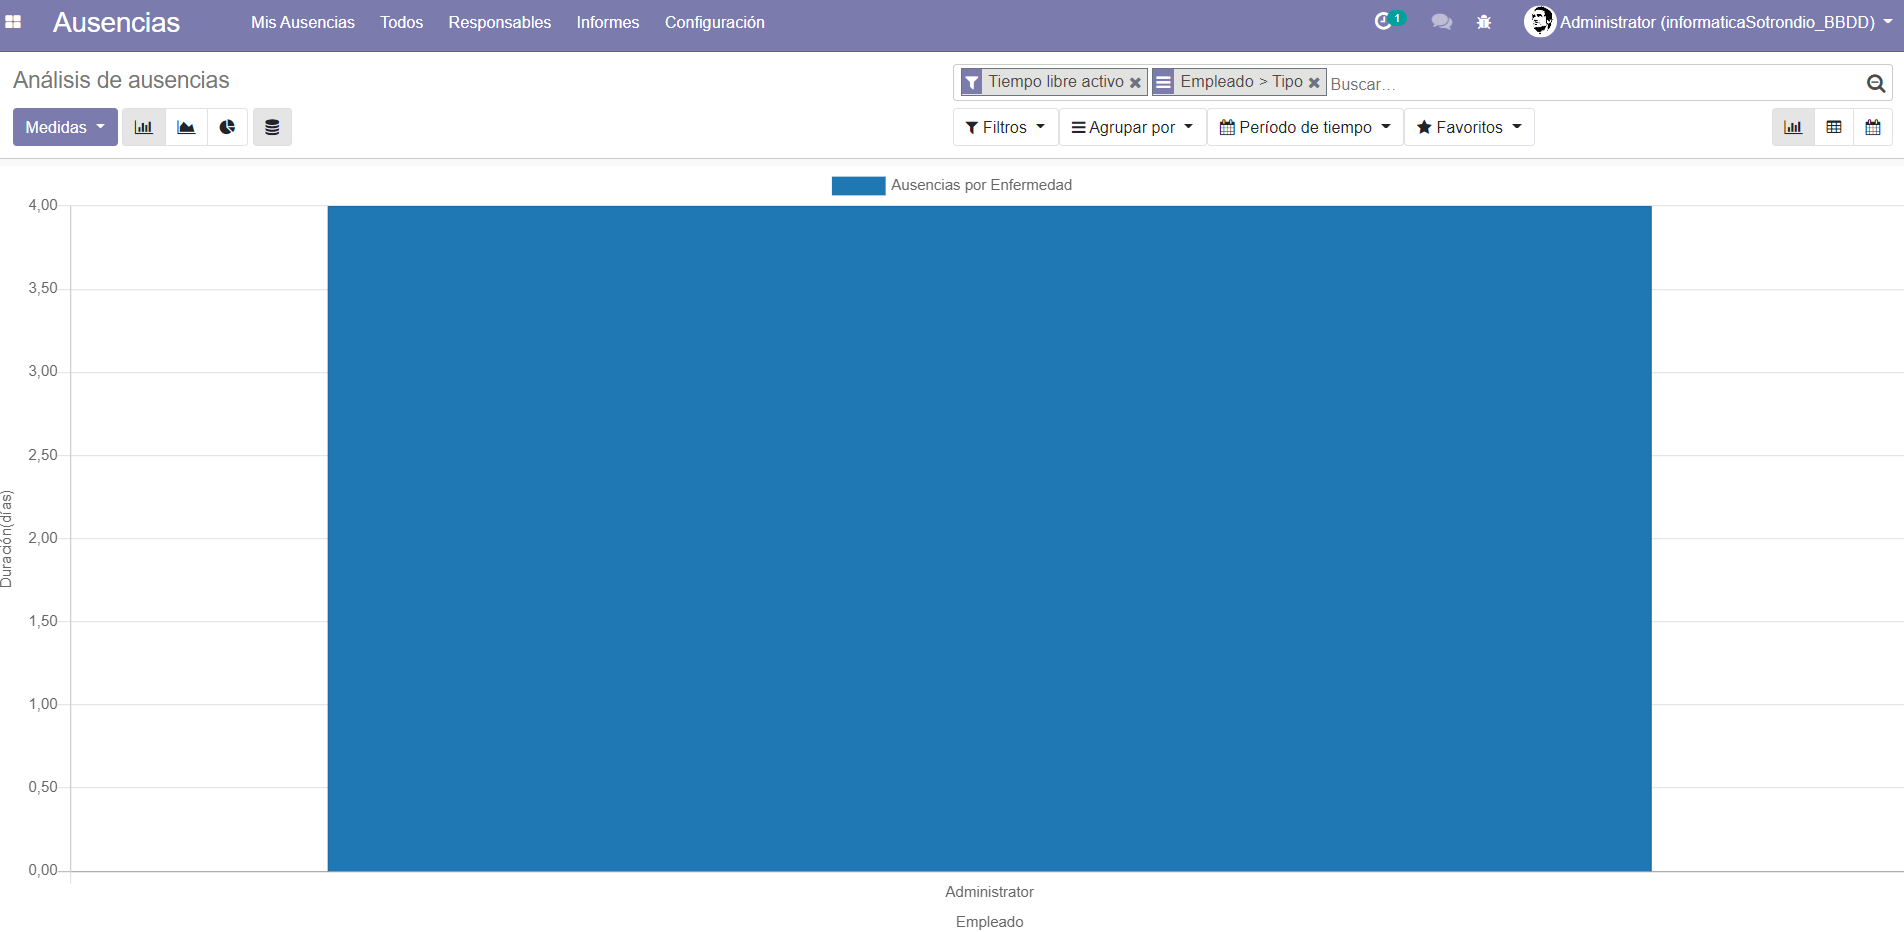 Ausencias Mis Ausencias Todos Responsables Informes Configuración 1 Administrator (informaticaSotrondio_BBDD)
Análisis de ausencias
Tiempo libre activo Empleado > Tipo Buscar...
Medidas Filtros Agrupar por Período de tiempo Favoritos
Ausencias por Enfermedad
4,00
3,50
3,00
2,50
2,00
1,50
1,00
0,50
0,00
Duración(días)
Administrator
Empleado